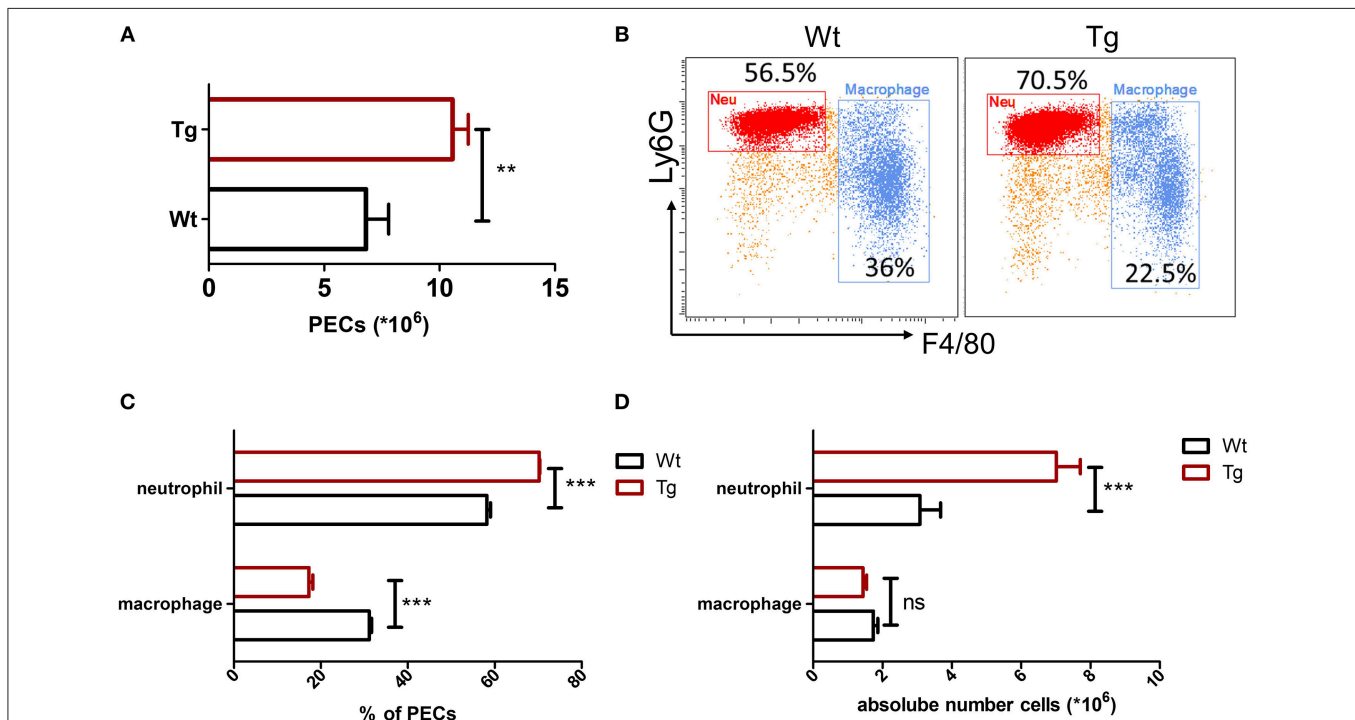 A
Tg
Wt
**
0 5 10 15
PECs (*10⁶)
B
Wt Tg
56.5% 70.5%
Neu Macrophage Neu Macrophage
36% 22.5%
Ly6G
F4/80
C
neutrophil
macrophage
***
***
Wt
Tg
0 20 40 60 80
% of PECs
D
neutrophil
macrophage
***
ns
Wt
Tg
0 2 4 6 8 10
absolube number cells (*10⁶)